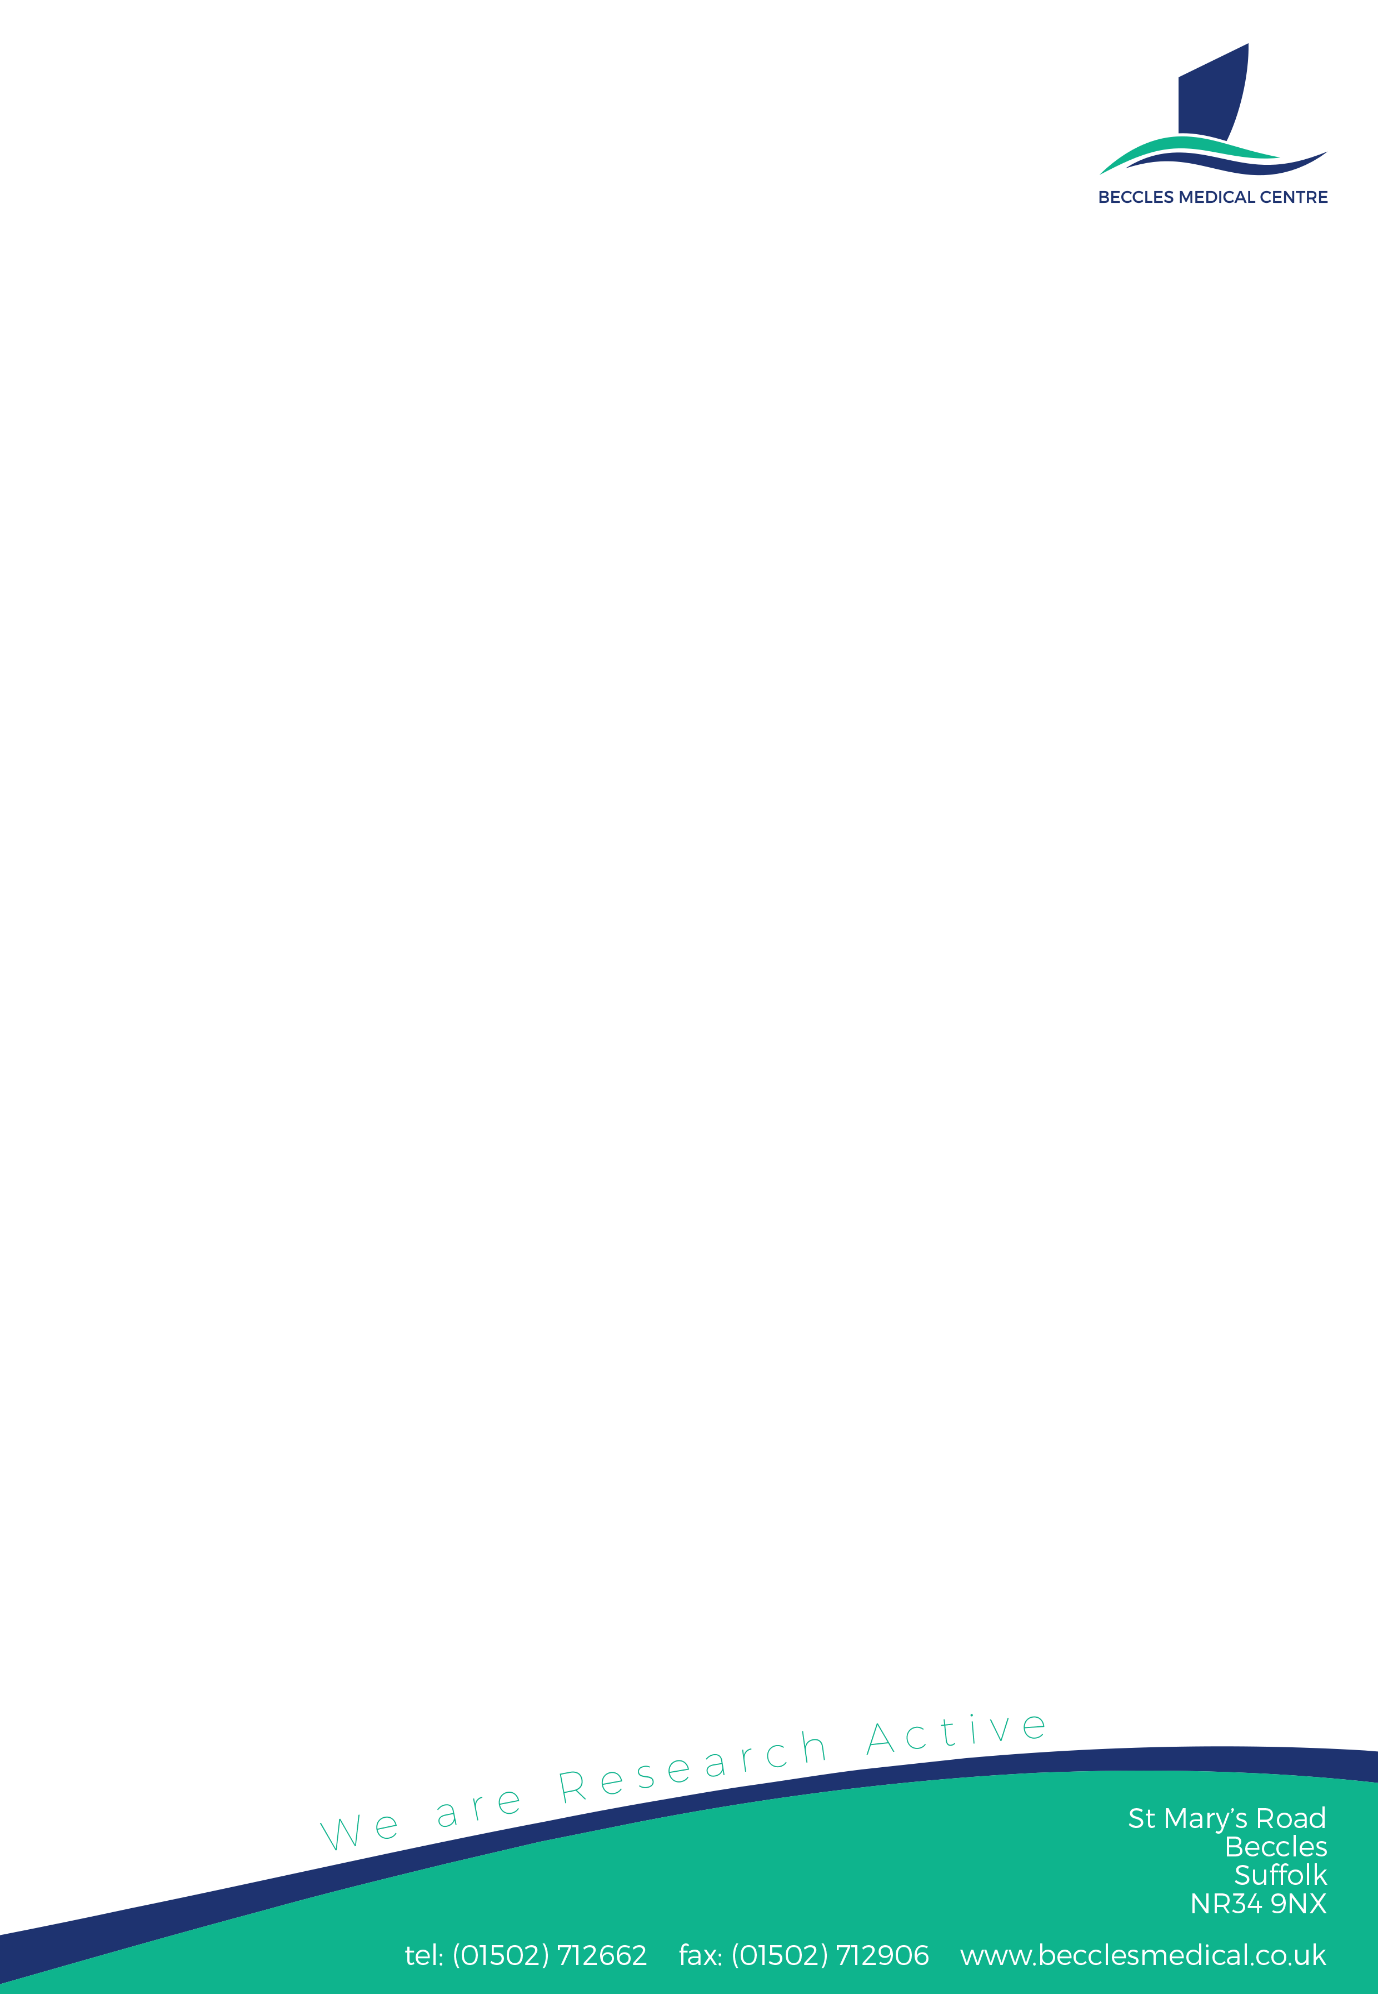 BECCLES MEDICAL CENTRE
We are Research Active
St Mary's Road
Beccles
Suffolk
NR34 9NX
tel: (01502) 712662 fax: (01502) 712906 www.becclesmedical.co.uk